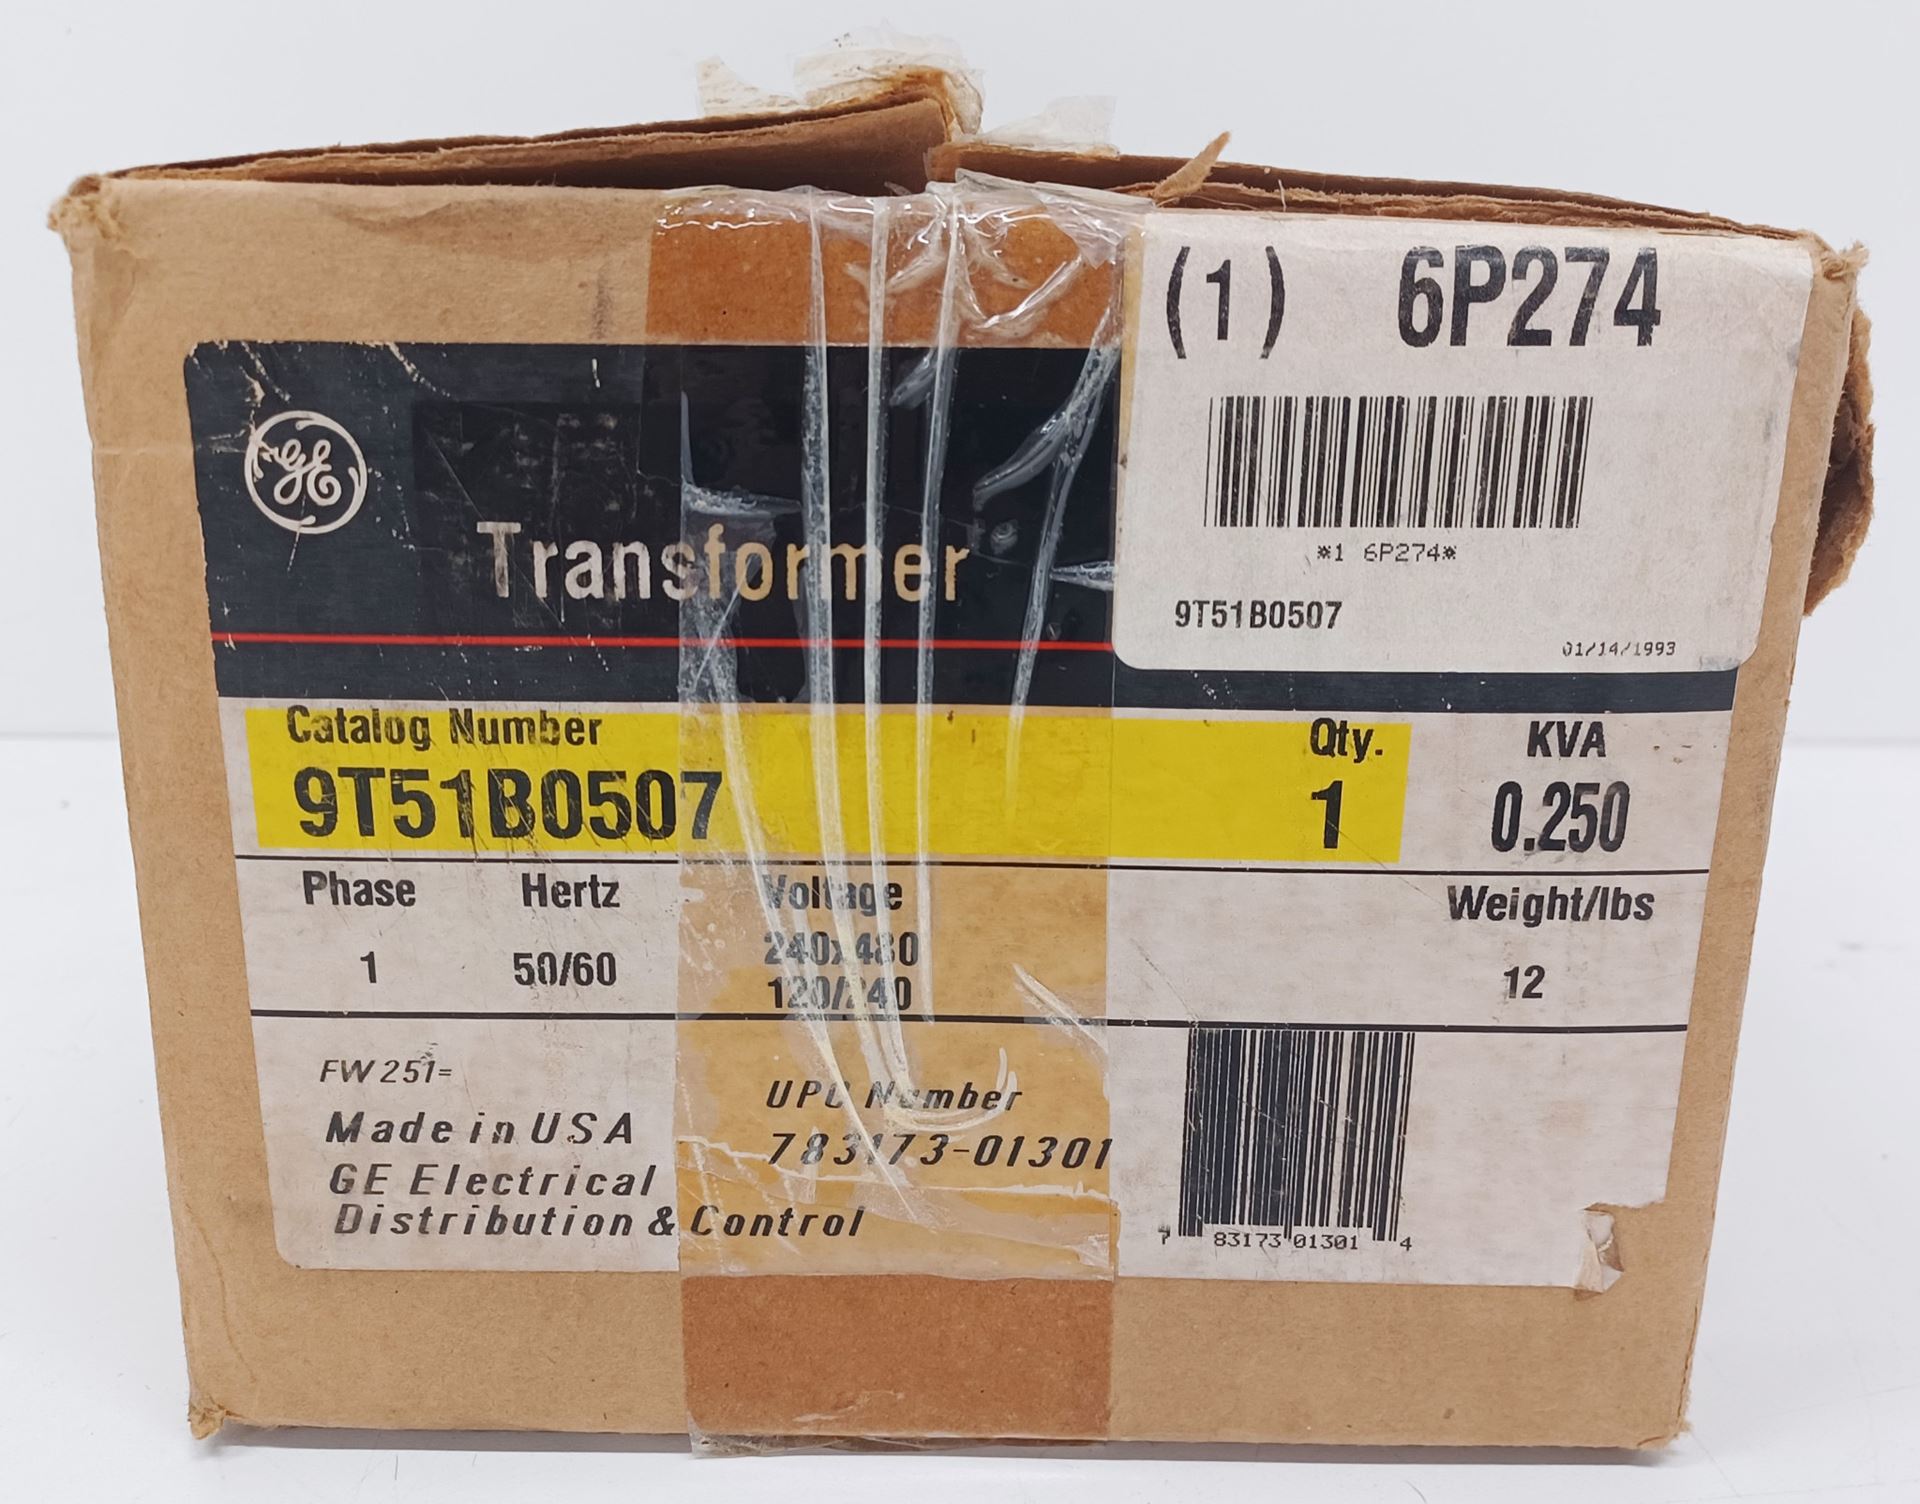 (1) 6P274
*1 6P274*
9T51B0507
01/14/1993
GE
Transformer
Catalog Number Qty. KVA
9T51B0507 1 0.250
Phase Hertz Voltage Weight/lbs
1 50/60 240x480 12
120/240
FW251=
Made in USA
GE Electrical
Distribution & Control
UPC Number
783173-01301
7 83173 01301 4